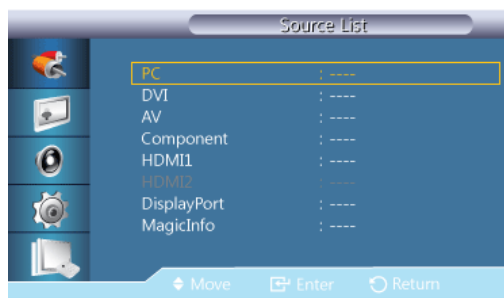 Source List
PC : ----
DVI : ----
AV : ----
Component : ----
HDMI1 : ----
HDMI2 : ----
DisplayPort : ----
MagicInfo : ----
Move Enter Return